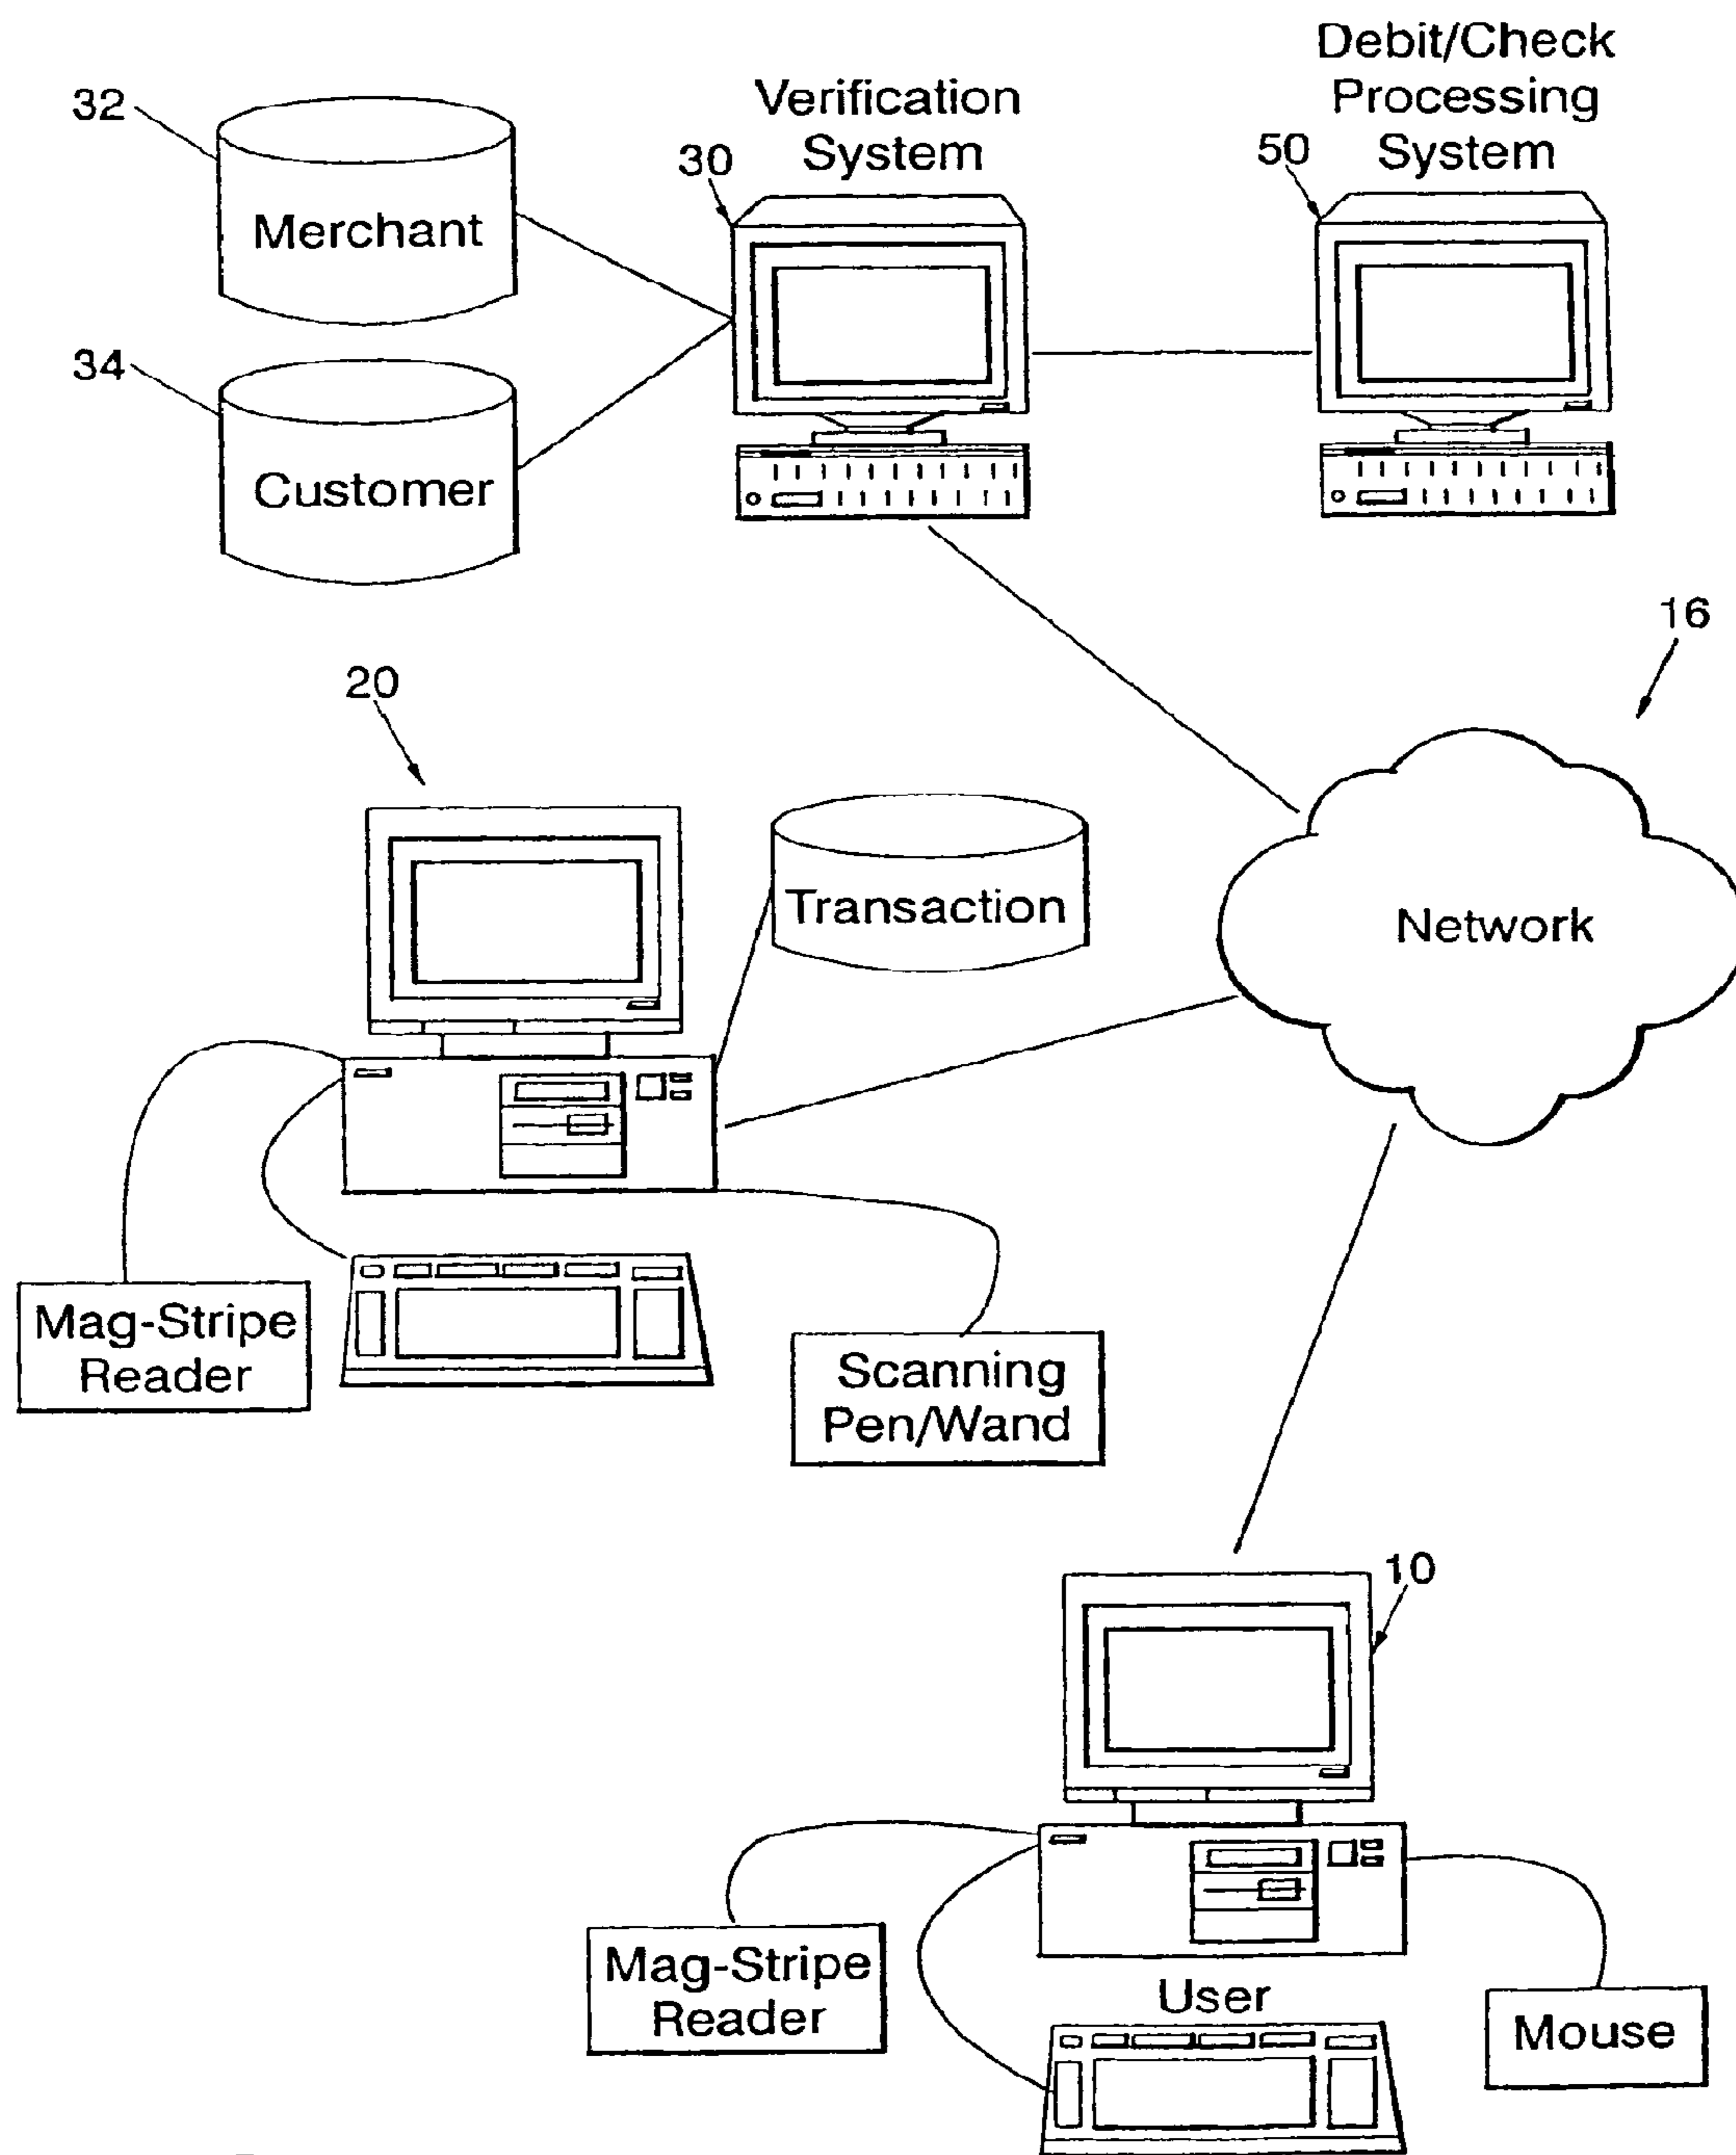 Debit/Check
Processing
System
50
Verification
System
30
32
Merchant
34
Customer
16
Network
20
Transaction
Mag-Stripe
Reader
Scanning
Pen/Wand
10
Mag-Stripe
Reader
User
Mouse